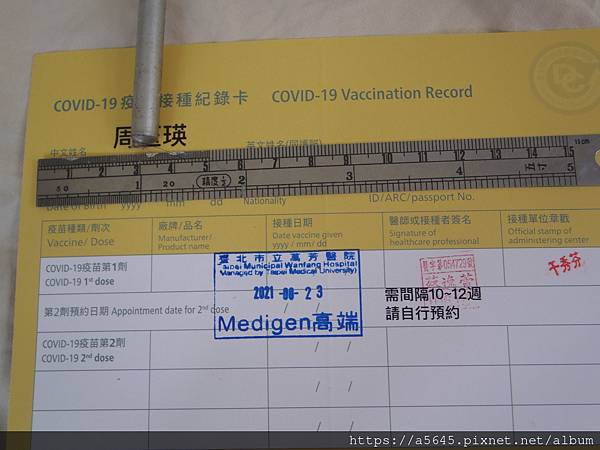 COVID-19 疫 接種紀錄卡 COVID-19 Vaccination Record
中文姓名
周 瑛
Date of Birth yyyy mm dd Nationality ID/ARC/passport No.
疫苗種類/劑次
Vaccine/ Dose
廠牌/品名
Manufacturer/
Product name
接種日期
Date vaccine given
yyyy / mm/ dd
醫師或接種者簽名
Signature of
healthcare professional
接種單位章戳
Official stamp of
administering center
COVID-19疫苗第1劑
COVID-19 1st dose
臺北市立萬芳醫院
Taipei Municipal Wanfang Hospital
Managed by Taipei Medical University)
2021-08-23
Medigen高端
第2劑預約日期 Appointment date for 2nd dose
需間隔10~12週
請自行預約
COVID-19疫苗第2劑
COVID-19 2nd dose
/ /
/ /
/ /
https://a5645.pixnet.net/album